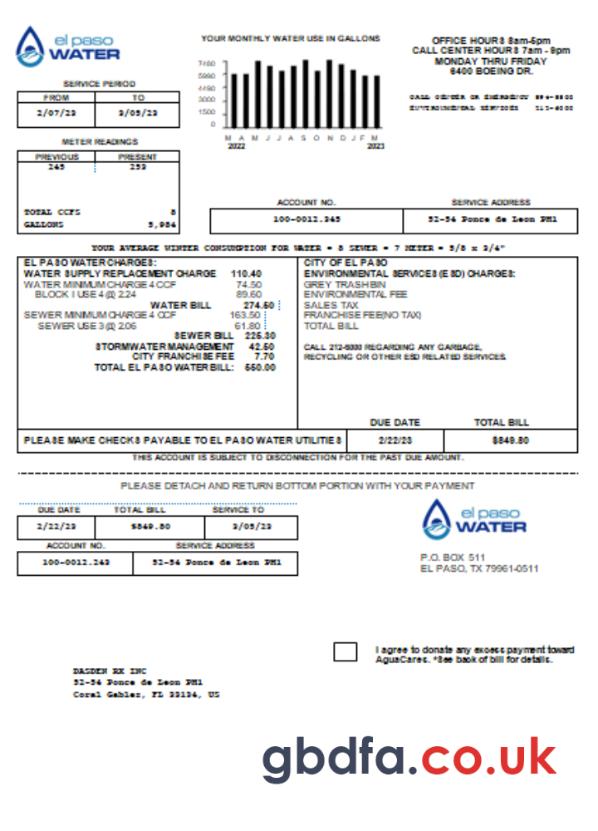 el paso
WATER
YOUR MONTHLY WATER USE IN GALLONS
OFFICE HOURS 8am-5pm
CALL CENTER HOURS 7am - 9pm
MONDAY THRU FRIDAY
6400 BOEING DR.
CALL CENTER OR EMERGENCY
ENVIRONMENTAL SERVICES
SERVICE PERIOD
FROM TO
2/07/23 3/05/23
5990
4490
3000
1500
0
M A M J J A S O N D J F M
2022 2023
METER READINGS
PREVIOUS PRESENT
245 253
TOTAL CCFS 8
GALLONS 5,984
ACCOUNT NO. SERVICE ADDRESS
100-0012.345 52-54 Ponce de Leon PH1
YOUR AVERAGE WINTER CONSUMPTION FOR WATER = 8 SEWER = 7 METER = 5/8 x 3/4"
EL PASO WATER CHARGES:
WATER SUPPLY REPLACEMENT CHARGE 110.40
WATER MINIMUM CHARGE 4 CCF 74.50
BLOCK 1 USE 4 @ 2.24 89.60
WATER BILL 274.50
SEWER MINIMUM CHARGE 4 CCF 163.50
SEWER USE 3 @ 2.06 61.80
SEWER BILL 225.30
STORMWATER MANAGEMENT 42.50
CITY FRANCHISE FEE 7.70
TOTAL EL PASO WATER BILL: 550.00
CITY OF EL PASO
ENVIRONMENTAL SERVICES (ESD) CHARGES:
GREY TRASH BIN
ENVIRONMENTAL FEE
SALES TAX
FRANCHISE FEE(NO TAX)
TOTAL BILL
CALL 212-6000 REGARDING ANY GARBAGE,
RECYCLING OR OTHER ESD RELATED SERVICES.
DUE DATE TOTAL BILL
PLEASE MAKE CHECKS PAYABLE TO EL PASO WATER UTILITIES 2/22/23 $849.80
THIS ACCOUNT IS SUBJECT TO DISCONNECTION FOR THE PAST DUE AMOUNT.
PLEASE DETACH AND RETURN BOTTOM PORTION WITH YOUR PAYMENT
DUE DATE TOTAL BILL SERVICE TO
2/22/23 $849.80 3/05/23
ACCOUNT NO. SERVICE ADDRESS
100-0012.243 52-54 Ponce de Leon PH1
el paso
WATER
P.O. BOX 511
EL PASO, TX 79961-0511
I agree to donate any excess payment toward
AguaCares. *See back of bill for details.
DASDEN RX INC
52-54 Ponce de Leon PH1
Coral Gables, FL 33134, US
gbdfa.co.uk